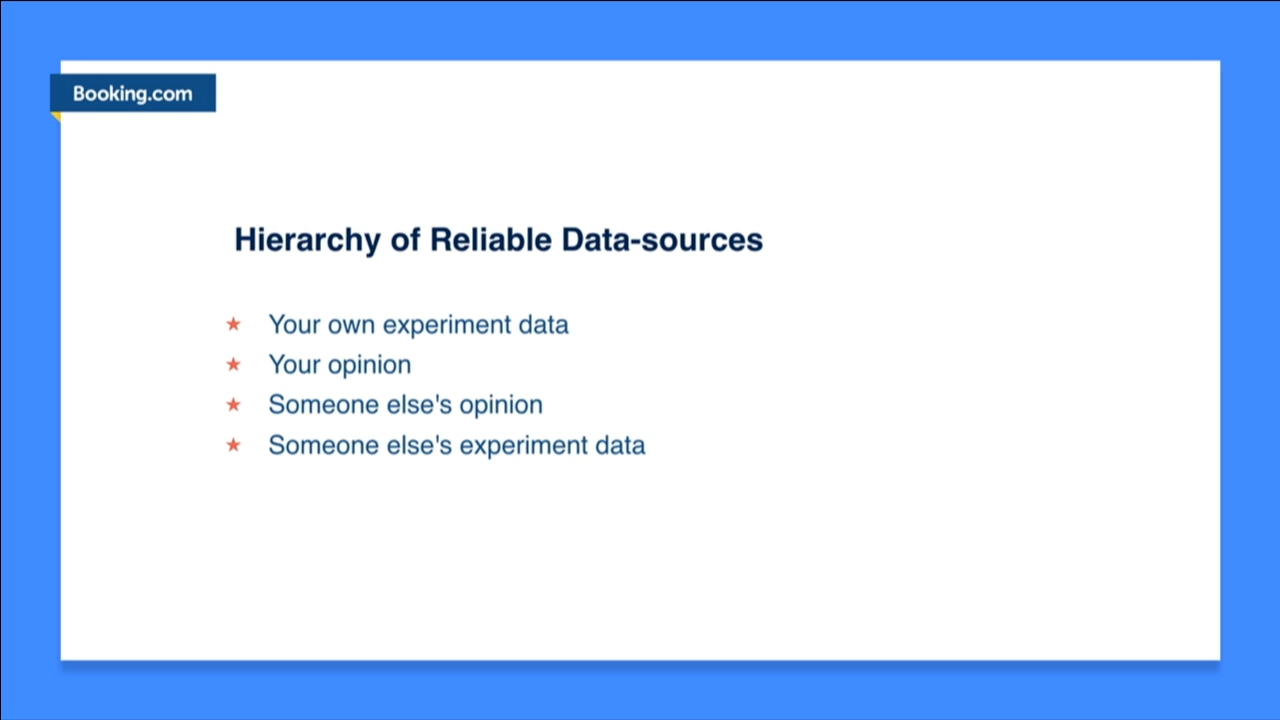 Booking.com
Hierarchy of Reliable Data-sources
Your own experiment data
Your opinion
Someone else's opinion
Someone else's experiment data